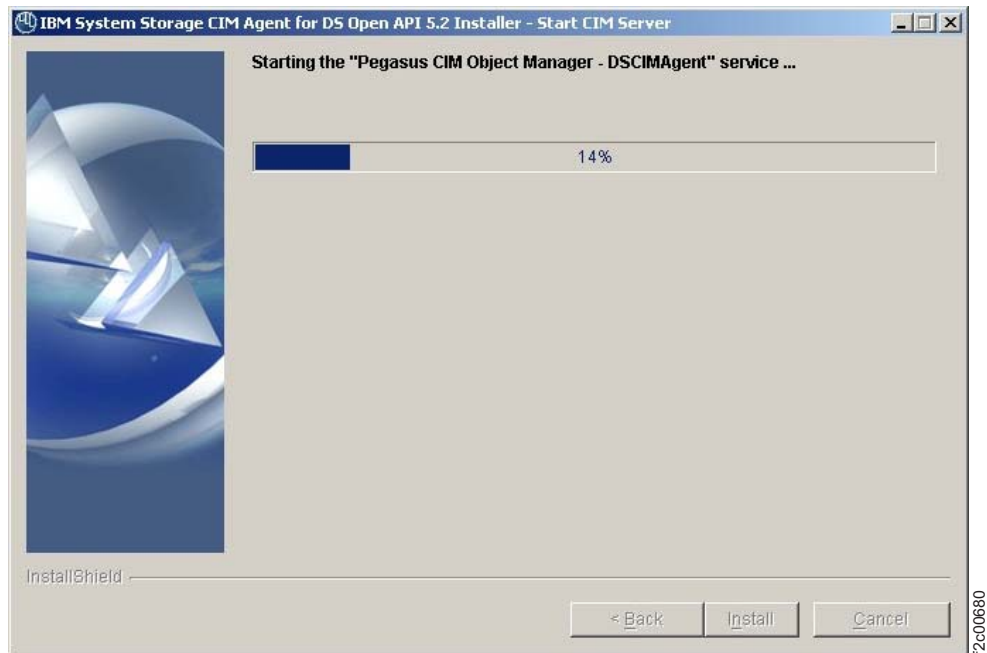 IBM System Storage CIM Agent for DS Open API 5.2 Installer - Start CIM Server
Starting the "Pegasus CIM Object Manager - DSCIMAgent" service ...
14%
InstallShield
< Back
Install
Cancel
f2c00680